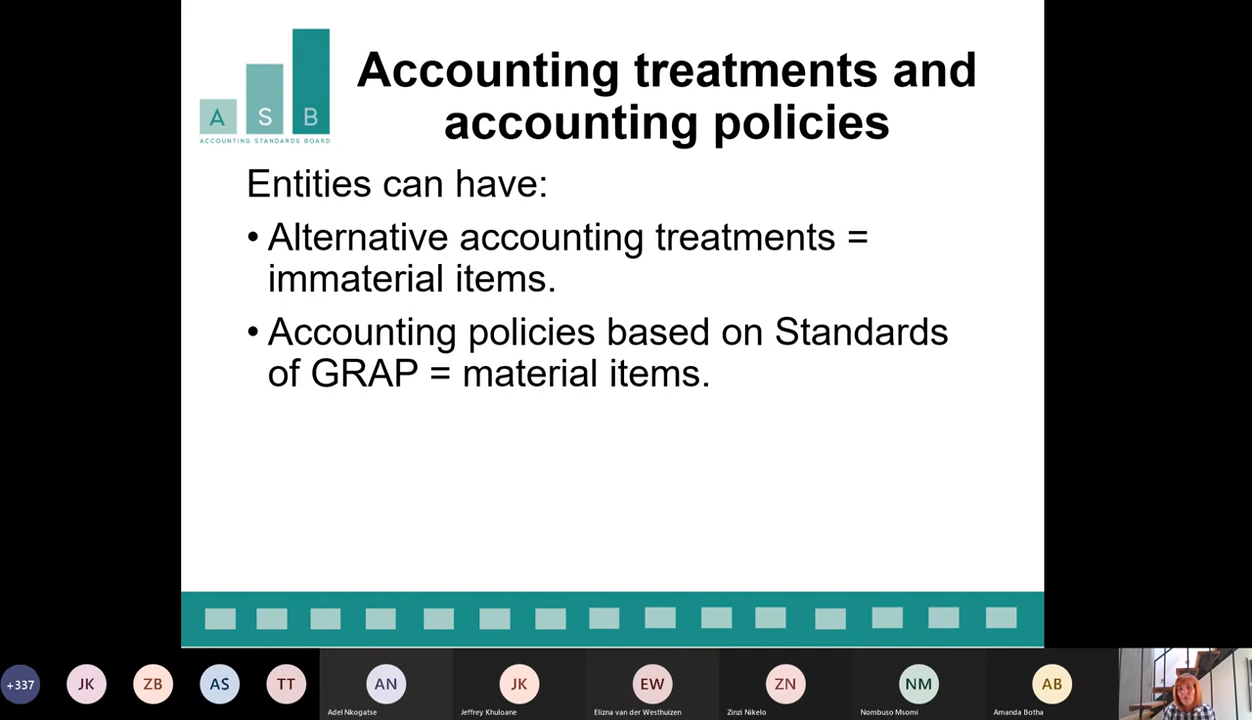 A S B
ACCOUNTING STANDARDS BOARD
Accounting treatments and
accounting policies
Entities can have:
• Alternative accounting treatments =
immaterial items.
• Accounting policies based on Standards
of GRAP = material items.
+337
JK
ZB
AS
TT
AN
Adel Nkogatse
JK
Jeffrey Khuloane
EW
Elizna van der Westhuizen
ZN
Zinzi Nikelo
NM
Nombuso Msomi
AB
Amanda Botha